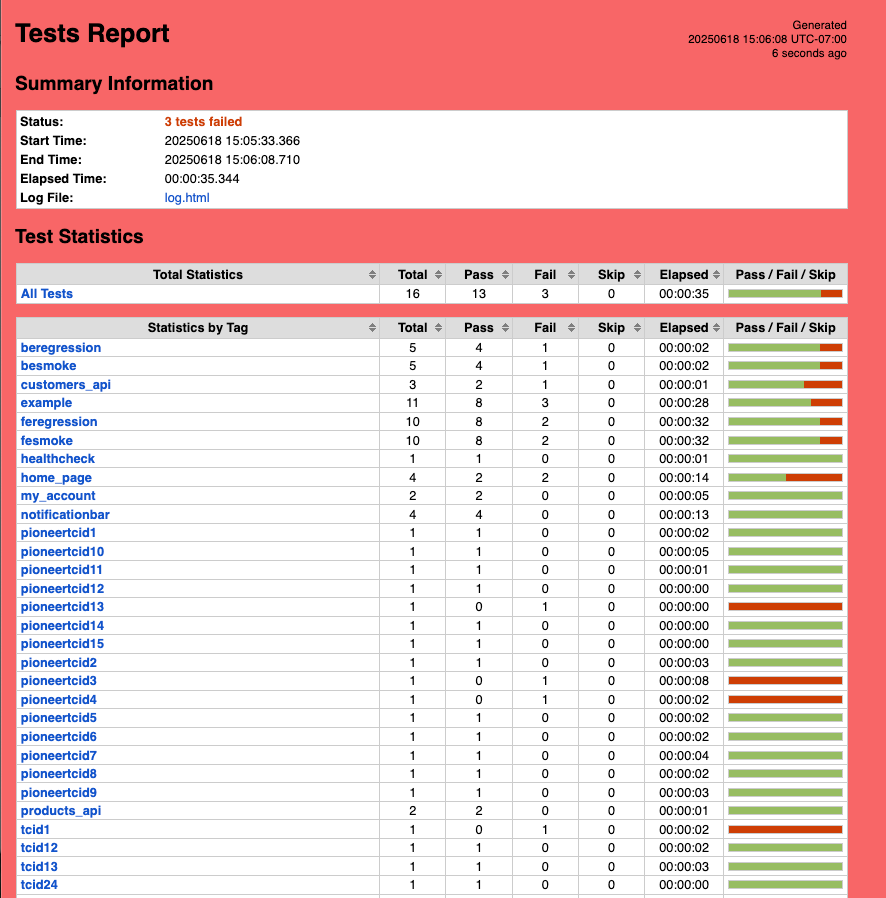 Tests Report
Generated
20250618 15:06:08 UTC-07:00
6 seconds ago
Summary Information
Status: 3 tests failed
Start Time: 20250618 15:05:33.366
End Time: 20250618 15:06:08.710
Elapsed Time: 00:00:35.344
Log File: log.html
Test Statistics
Total Statistics Total Pass Fail Skip Elapsed Pass / Fail / Skip
All Tests 16 13 3 0 00:00:35
Statistics by Tag Total Pass Fail Skip Elapsed Pass / Fail / Skip
beregression 5 4 1 0 00:00:02
besmoke 5 4 1 0 00:00:02
customers_api 3 2 1 0 00:00:01
example 11 8 3 0 00:00:28
feregression 10 8 2 0 00:00:32
fesmoke 10 8 2 0 00:00:32
healthcheck 1 1 0 0 00:00:01
home_page 4 2 2 0 00:00:14
my_account 2 2 0 0 00:00:05
notificationbar 4 4 0 0 00:00:13
pioneertcid1 1 1 0 0 00:00:02
pioneertcid10 1 1 0 0 00:00:05
pioneertcid11 1 1 0 0 00:00:01
pioneertcid12 1 1 0 0 00:00:00
pioneertcid13 1 0 1 0 00:00:00
pioneertcid14 1 1 0 0 00:00:00
pioneertcid15 1 1 0 0 00:00:00
pioneertcid2 1 1 0 0 00:00:03
pioneertcid3 1 0 1 0 00:00:08
pioneertcid4 1 0 1 0 00:00:02
pioneertcid5 1 1 0 0 00:00:02
pioneertcid6 1 1 0 0 00:00:02
pioneertcid7 1 1 0 0 00:00:04
pioneertcid8 1 1 0 0 00:00:02
pioneertcid9 1 1 0 0 00:00:03
products_api 2 2 0 0 00:00:01
tcid1 1 0 1 0 00:00:02
tcid12 1 1 0 0 00:00:02
tcid13 1 1 0 0 00:00:03
tcid24 1 1 0 0 00:00:00